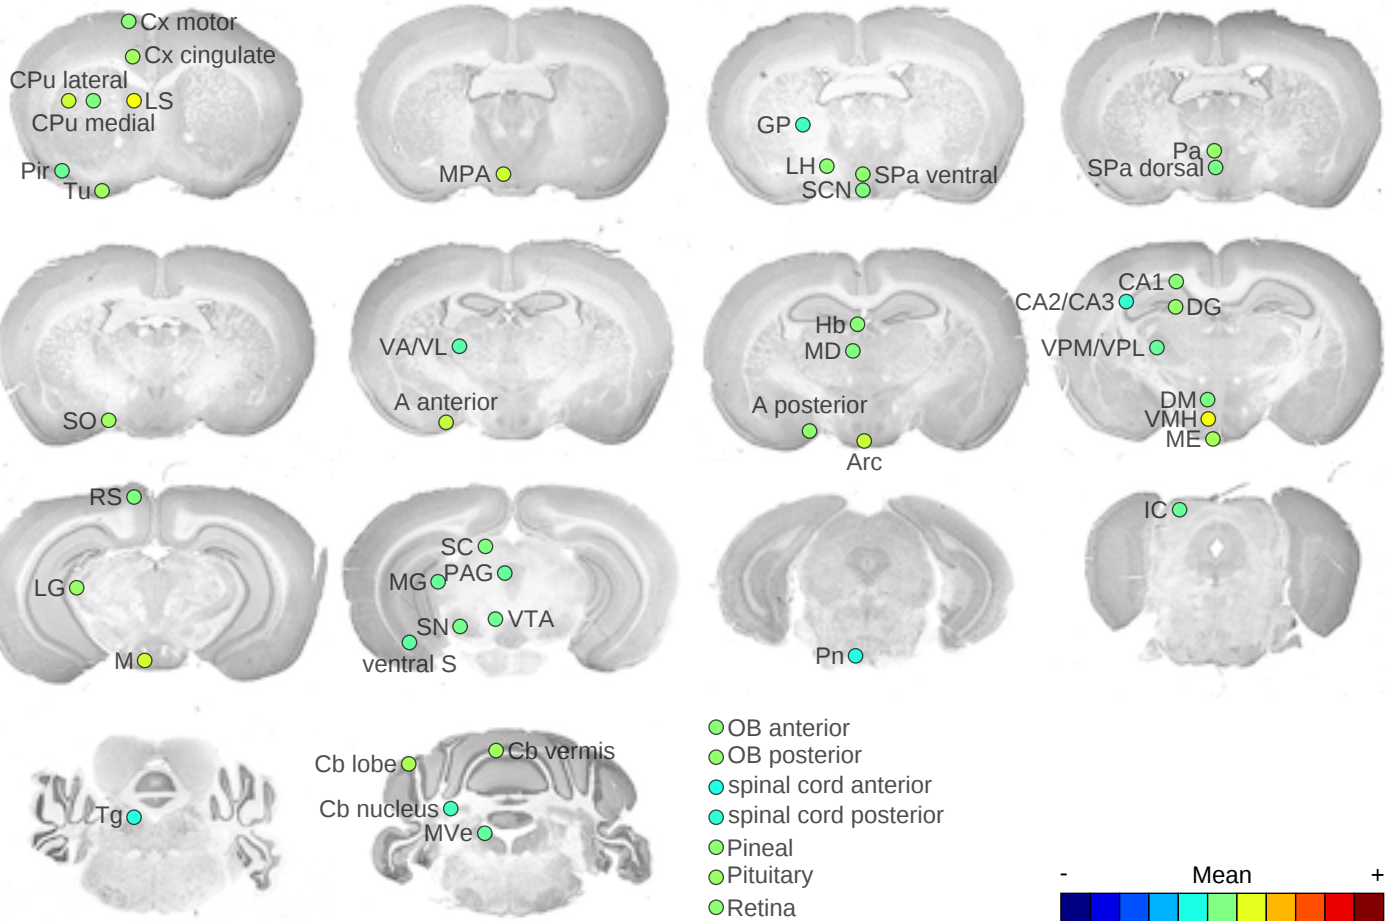 Cx motor
Cx cingulate
CPu lateral
LS
CPu medial
Pir
Tu
MPA
GP
LH
SPa ventral
SCN
Pa
SPa dorsal
SO
VA/VL
A anterior
Hb
MD
A posterior
Arc
CA1
CA2/CA3
DG
VPM/VPL
DM
VMH
ME
RS
LG
M
SC
MG
PAG
SN
VTA
ventral S
Pn
IC
Tg
Cb lobe
Cb vermis
Cb nucleus
MVe
OB anterior
OB posterior
spinal cord anterior
spinal cord posterior
Pineal
Pituitary
Retina
- Mean +